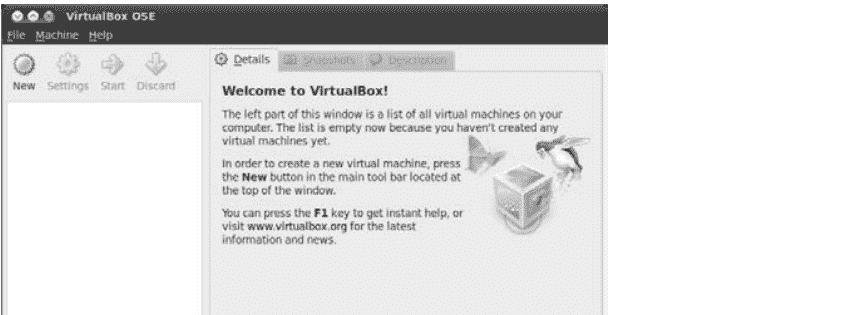 VirtualBox OSE
File Machine Help
New Settings Start Discard
Details Snapshots Description
Welcome to VirtualBox!
The left part of this window is a list of all virtual machines on your
computer. The list is empty now because you haven't created any
virtual machines yet.
In order to create a new virtual machine, press
the New button in the main tool bar located at
the top of the window.
You can press the F1 key to get instant help, or
visit www.virtualbox.org for the latest
information and news.